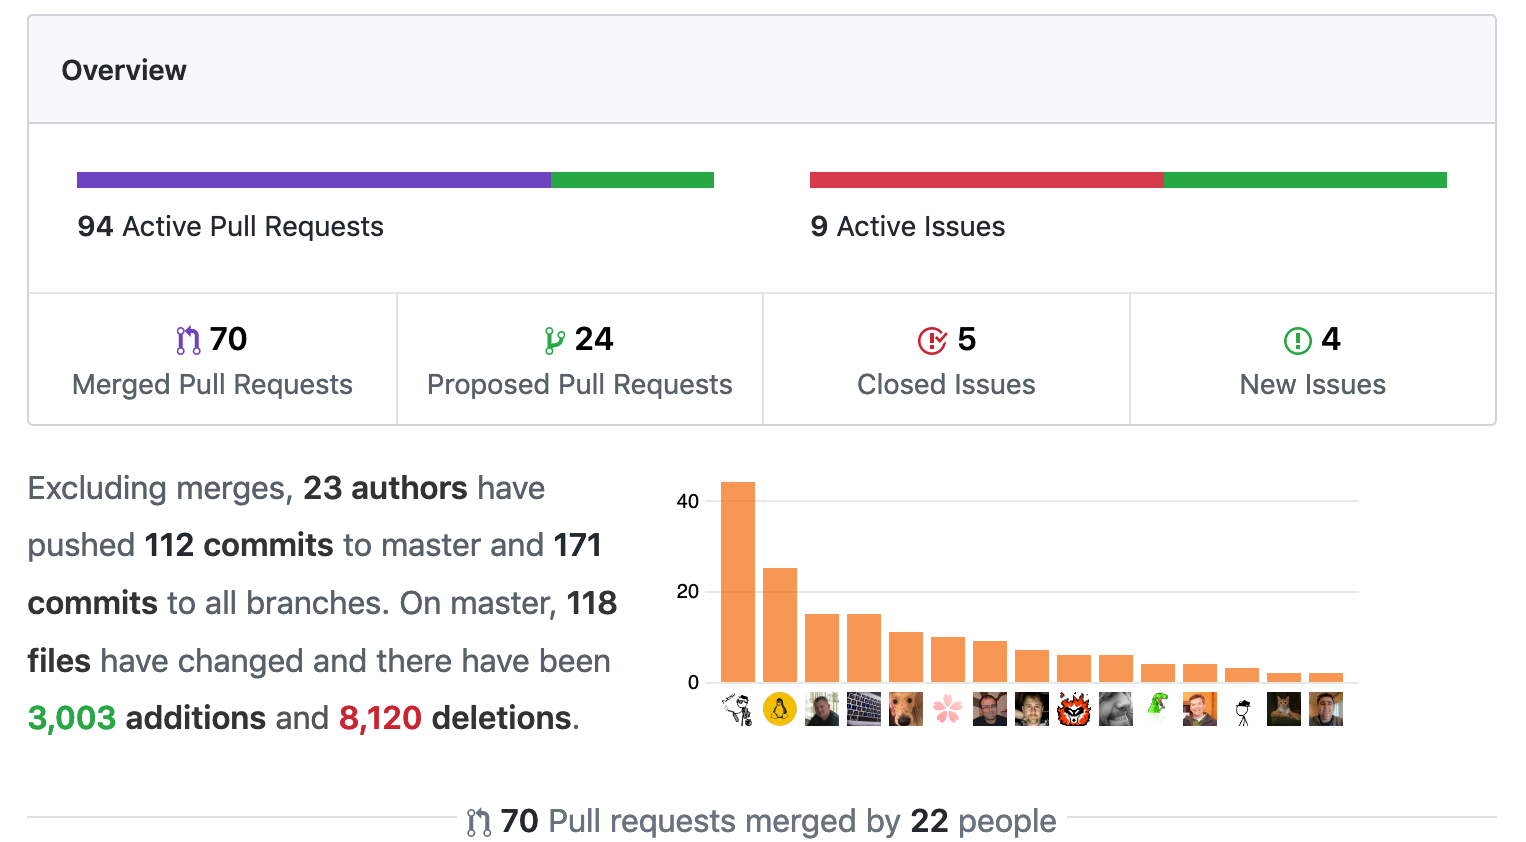 Overview
94 Active Pull Requests
9 Active Issues
70
Merged Pull Requests
24
Proposed Pull Requests
5
Closed Issues
4
New Issues
Excluding merges, 23 authors have
pushed 112 commits to master and 171
commits to all branches. On master, 118
files have changed and there have been
3,003 additions and 8,120 deletions.
40
20
0
70 Pull requests merged by 22 people